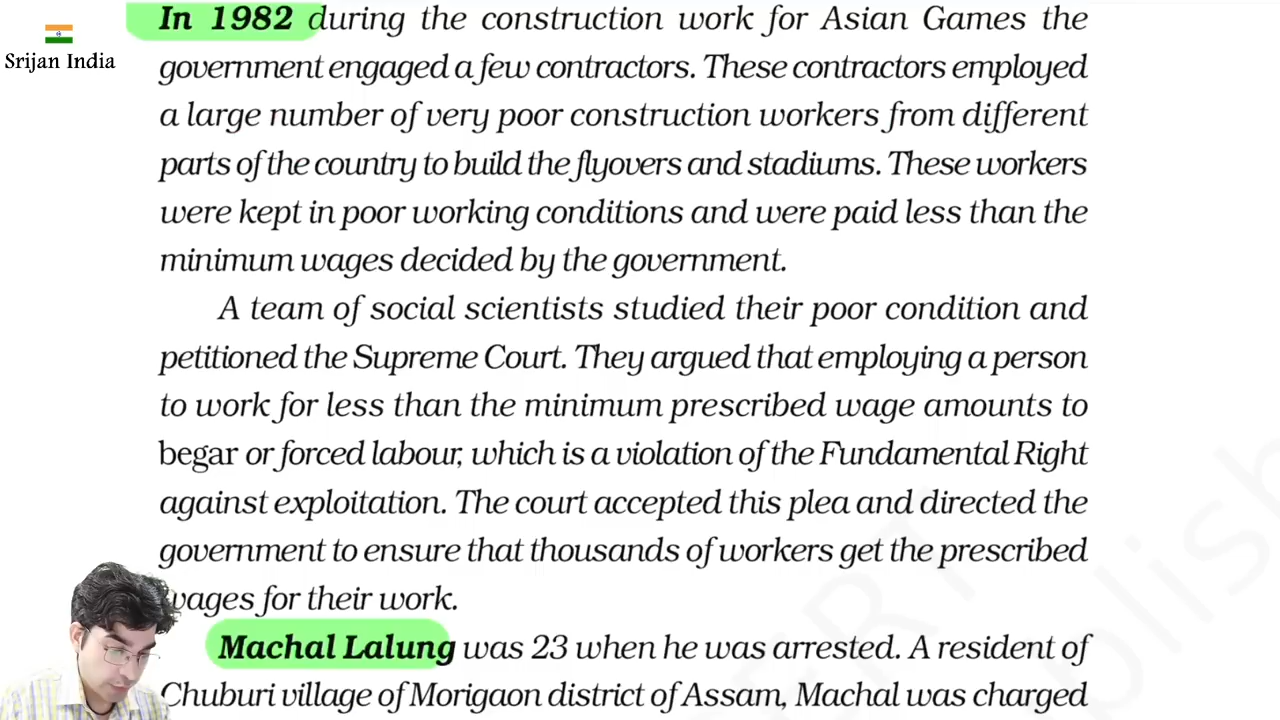 Srijan India
In 1982 during the construction work for Asian Games the
government engaged a few contractors. These contractors employed
a large number of very poor construction workers from different
parts of the country to build the flyovers and stadiums. These workers
were kept in poor working conditions and were paid less than the
minimum wages decided by the government.
A team of social scientists studied their poor condition and
petitioned the Supreme Court. They argued that employing a person
to work for less than the minimum prescribed wage amounts to
begar or forced labour, which is a violation of the Fundamental Right
against exploitation. The court accepted this plea and directed the
government to ensure that thousands of workers get the prescribed
wages for their work.
Machal Lalung was 23 when he was arrested. A resident of
Chuburi village of Morigaon district of Assam, Machal was charged